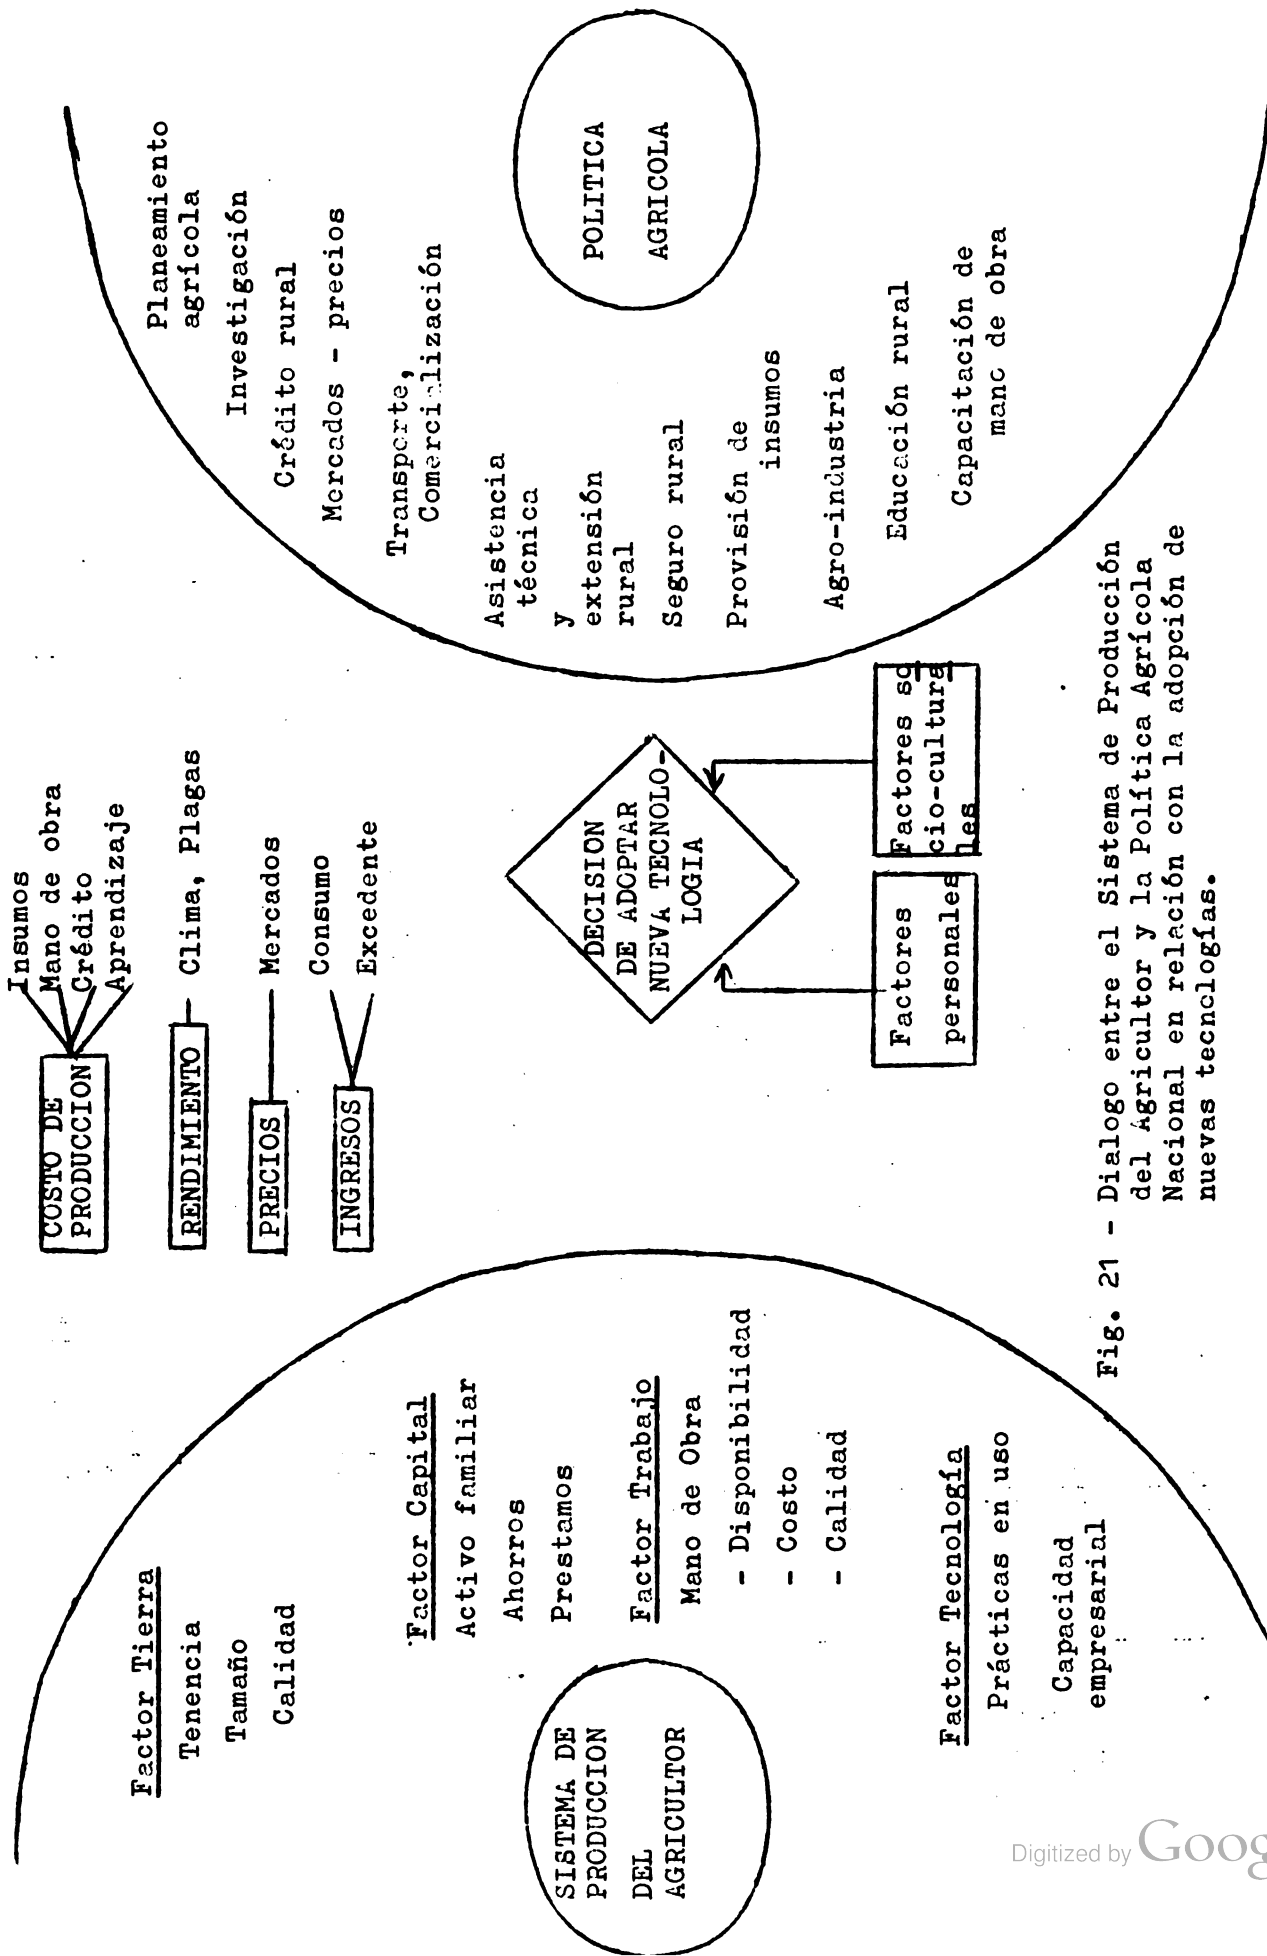 Factor Tierra
Tenencia
Tamaño
Calidad
Factor Capital
Activo familiar
Ahorros
Prestamos
SISTEMA DE
PRODUCCION
DEL
AGRICULTOR
Factor Trabajo
Mano de Obra
- Disponibilidad
- Costo
- Calidad
Factor Tecnología
Prácticas en uso
Capacidad
empresarial
COSTO DE
PRODUCCION
Insumos
Mano de obra
Crédito
Aprendizaje
RENDIMIENTO
Clima, Plagas
PRECIOS
Mercados
INGRESOS
Consumo
Excedente
DECISION
DE ADOPTAR
NUEVA TECNOLO-
LOGIA
Factores
personales
Factores so
cio-cultura
les
Planeamiento
agrícola
Investigación
Crédito rural
Mercados - precios
Transporte,
Comercialización
Asistencia
técnica
y
extensión
rural
Seguro rural
Provisión de
insumos
Agro-industria
Educación rural
Capacitación de
mano de obra
POLITICA
AGRICOLA
Fig. 21 - Dialogo entre el Sistema de Producción
del Agricultor y la Política Agrícola
Nacional en relación con la adopción de
nuevas tecnologías.
Digitized by Goog